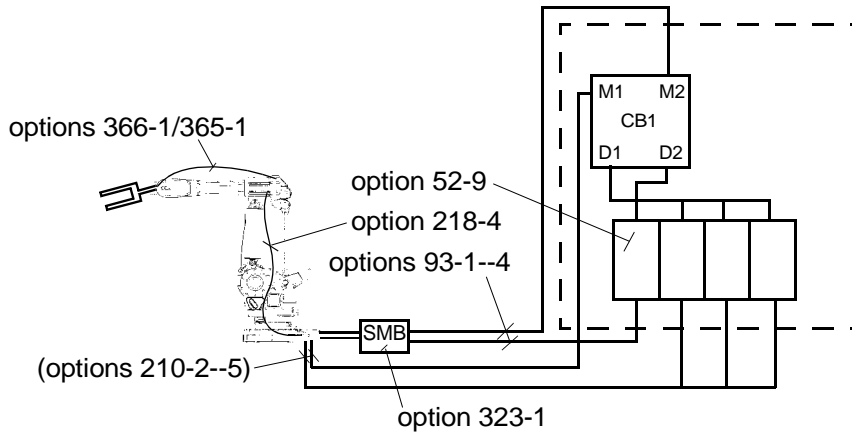 M1 M2
CB1
D1 D2
options 366-1/365-1
option 52-9
option 218-4
options 93-1--4
SMB
(options 210-2--5)
option 323-1